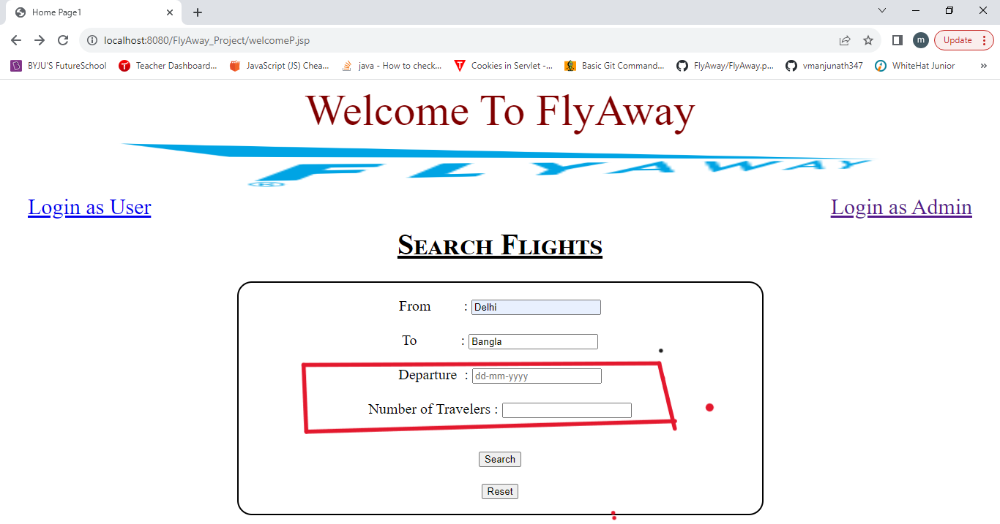 Home Page1
localhost:8080/FlyAway_Project/welcomeP.jsp
m
Update
BYJU'S FutureSchool
Teacher Dashboard...
JavaScript (JS) Chea...
java - How to check...
Cookies in Servlet -...
Basic Git Command...
FlyAway/FlyAway.p...
vmanjunath347
WhiteHat Junior
»
Welcome To FlyAway
FLYAWAY
®
Login as User
Login as Admin
Search Flights
From : Delhi
To : Bangla
Departure : dd-mm-yyyy
Number of Travelers :
Search
Reset